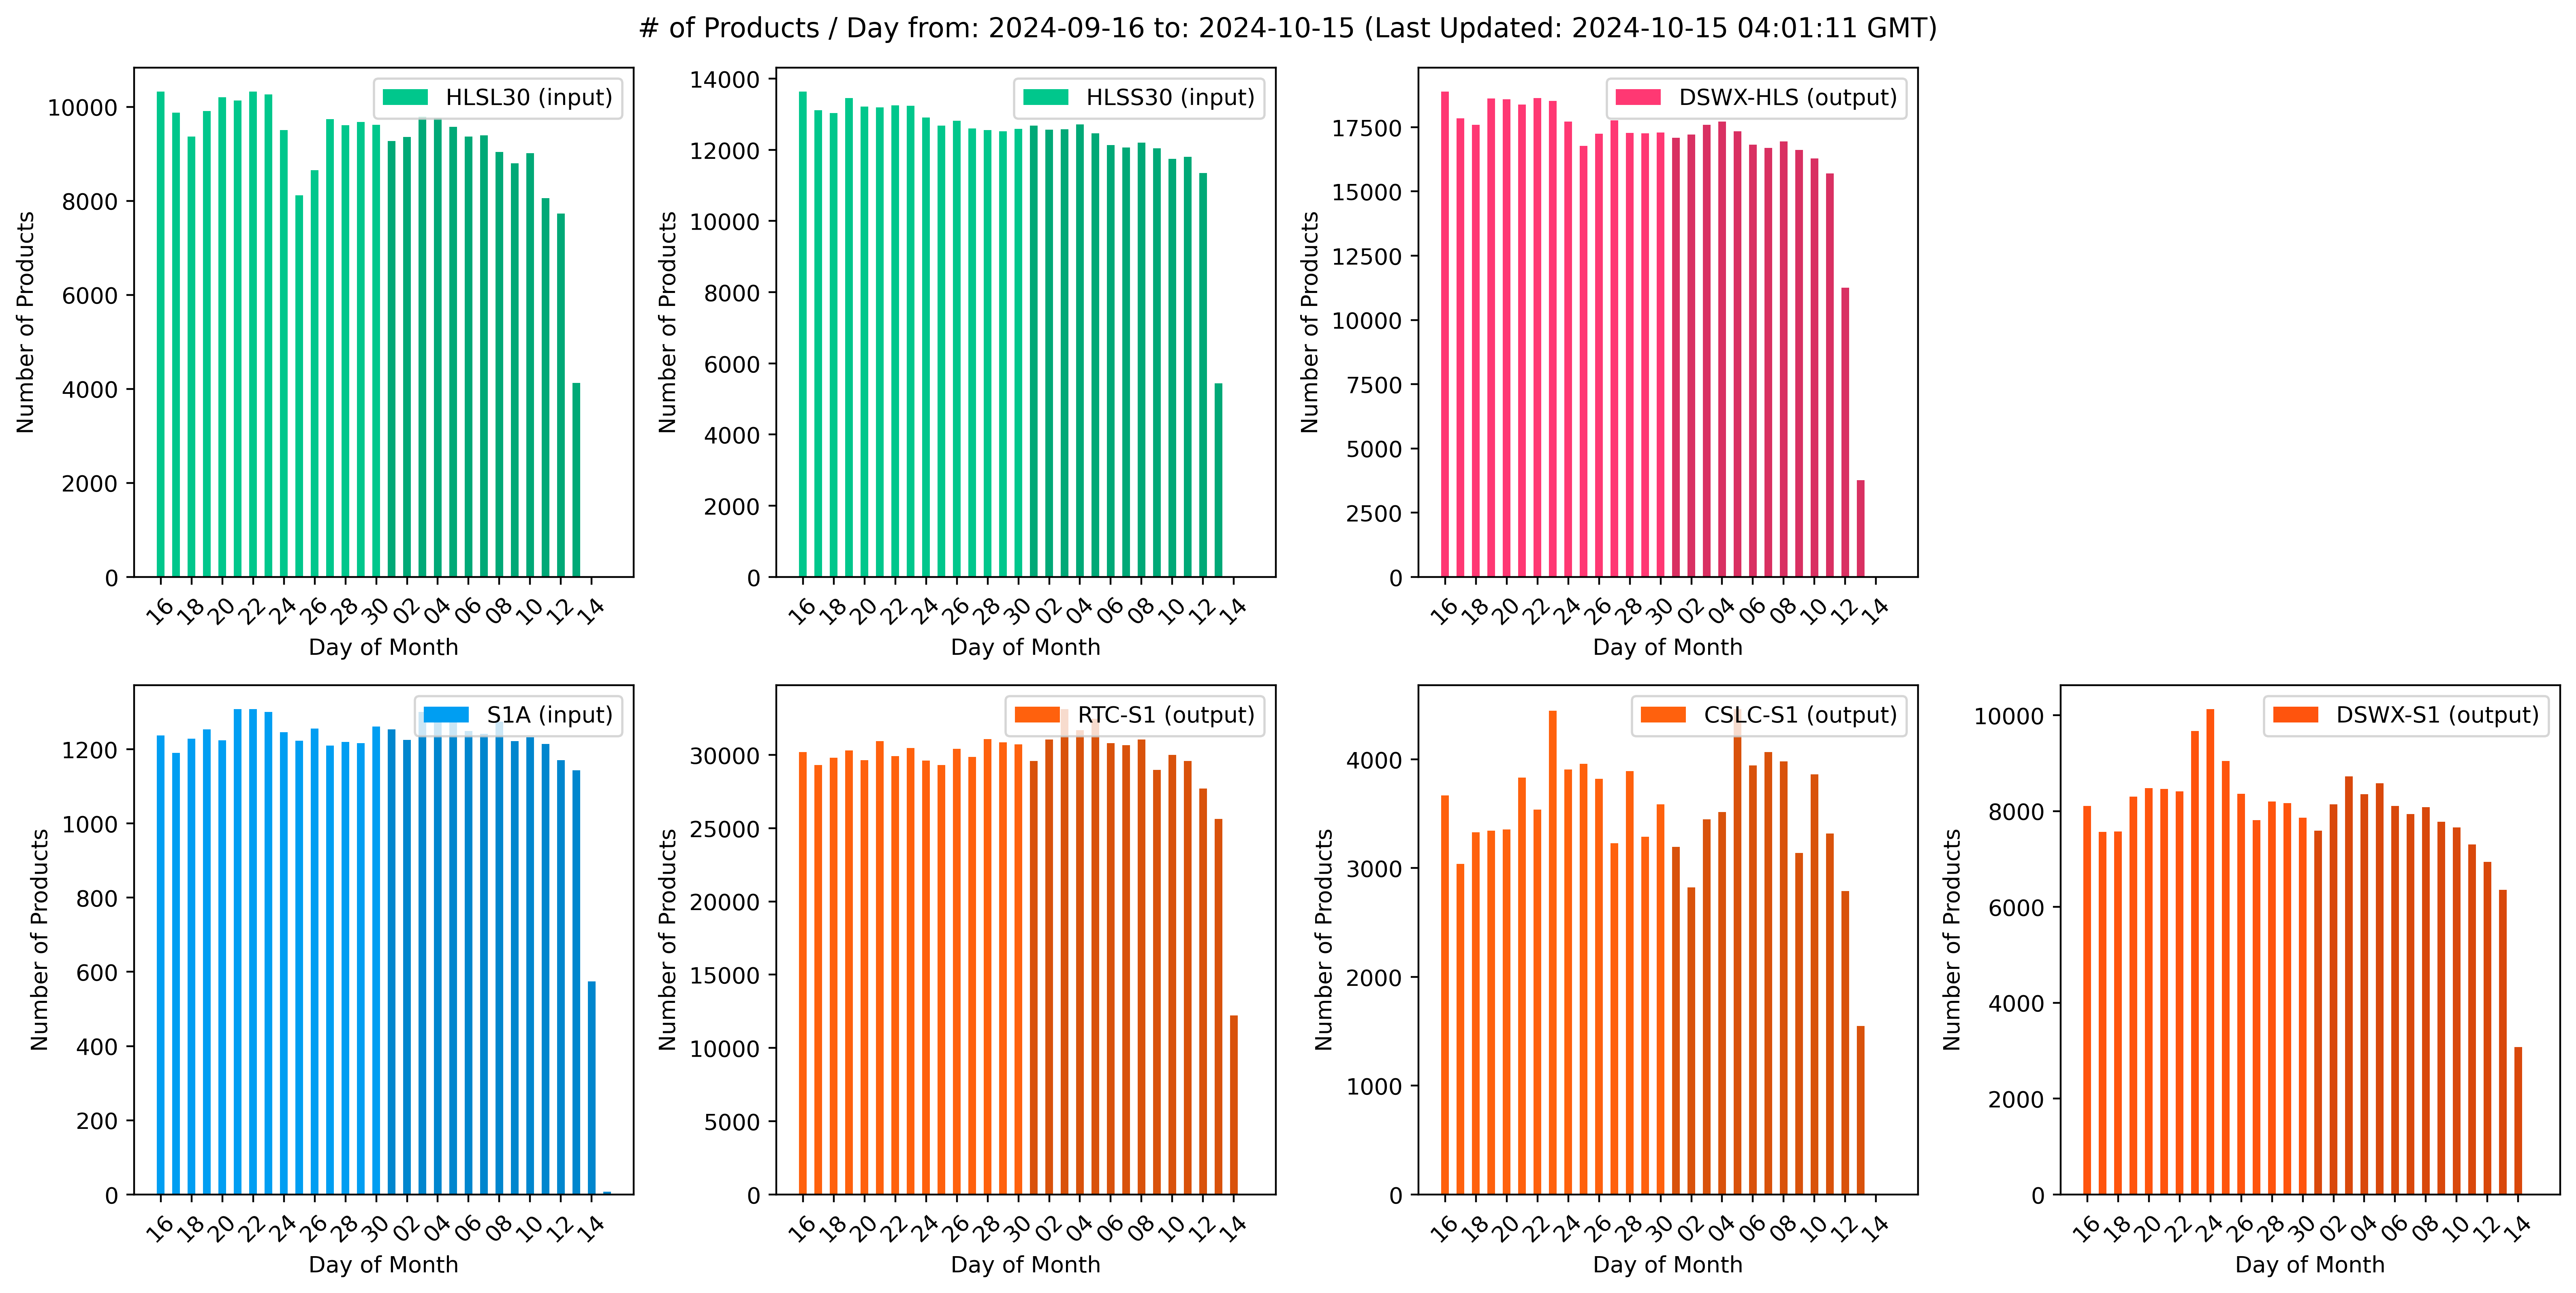 # of Products / Day from: 2024-09-16 to: 2024-10-15 (Last Updated: 2024-10-15 04:01:11 GMT)
HLSL30 (input)
Number of Products
10000
8000
6000
4000
2000
0
16 18 20 22 24 26 28 30 02 04 06 08 10 12 14
Day of Month
HLSS30 (input)
Number of Products
14000
12000
10000
8000
6000
4000
2000
0
16 18 20 22 24 26 28 30 02 04 06 08 10 12 14
Day of Month
DSWX-HLS (output)
Number of Products
17500
15000
12500
10000
7500
5000
2500
0
16 18 20 22 24 26 28 30 02 04 06 08 10 12 14
Day of Month
S1A (input)
Number of Products
1200
1000
800
600
400
200
0
16 18 20 22 24 26 28 30 02 04 06 08 10 12 14
Day of Month
RTC-S1 (output)
Number of Products
30000
25000
20000
15000
10000
5000
0
16 18 20 22 24 26 28 30 02 04 06 08 10 12 14
Day of Month
CSLC-S1 (output)
Number of Products
4000
3000
2000
1000
0
16 18 20 22 24 26 28 30 02 04 06 08 10 12 14
Day of Month
DSWX-S1 (output)
Number of Products
10000
8000
6000
4000
2000
0
16 18 20 22 24 26 28 30 02 04 06 08 10 12 14
Day of Month